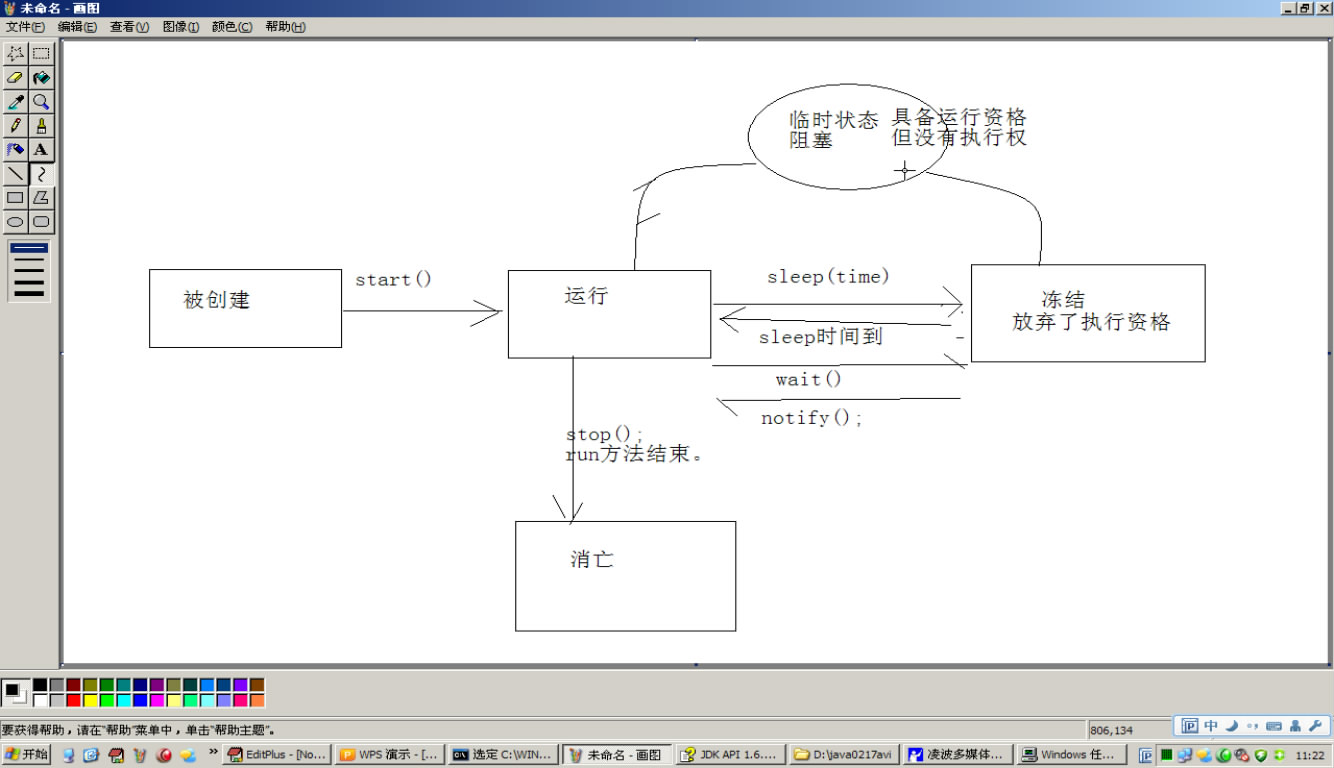 未命名 - 画图
文件(F) 编辑(E) 查看(V) 图像(I) 颜色(C) 帮助(H)
临时状态 具备运行资格
阻塞 但没有执行权
被创建
start()
运行
sleep(time)
冻结
放弃了执行资格
sleep时间到
wait()
notify();
stop();
run方法结束。
消亡
要获得帮助，请在"帮助"菜单中，单击"帮助主题"。
806,134
中
开始
EditPlus - [No...
WPS 演示 - [...
选定 C:\WIN...
未命名 - 画图
JDK API 1.6....
D:\java0217avi
凌波多媒体...
Windows 任...
11:22